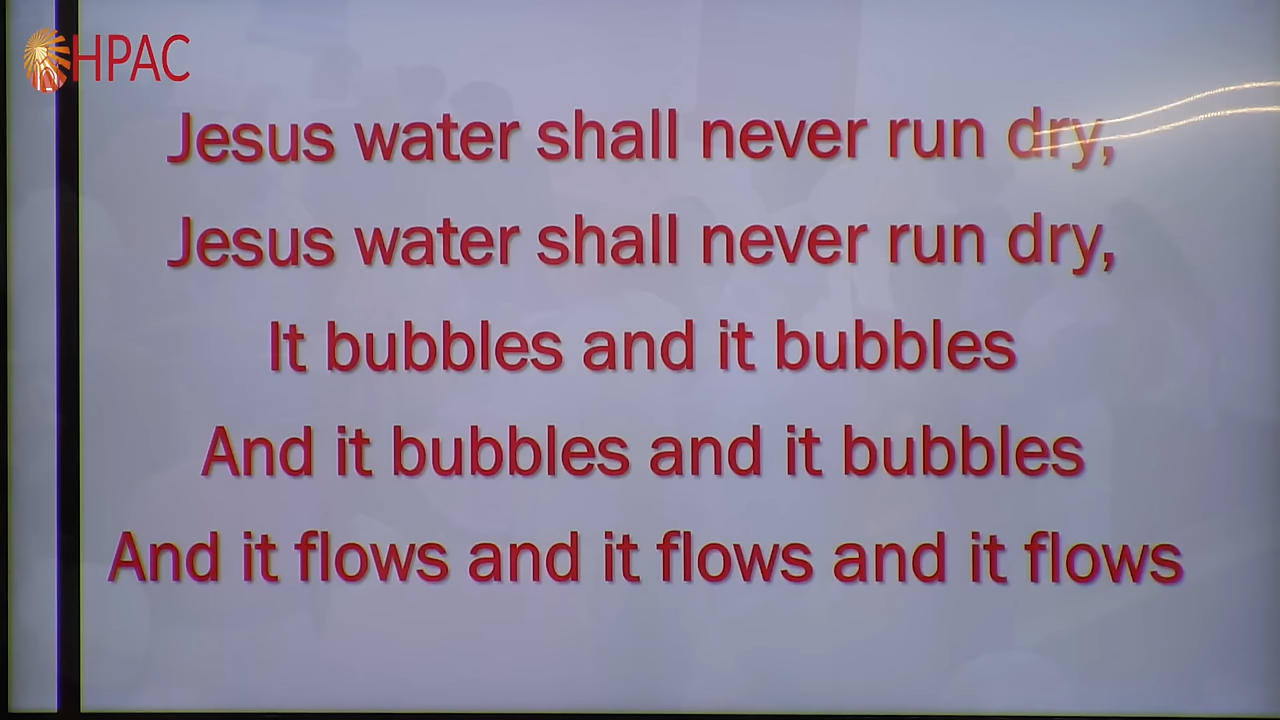 HPAC
Jesus water shall never run dry,
Jesus water shall never run dry,
It bubbles and it bubbles
And it bubbles and it bubbles
And it flows and it flows and it flows